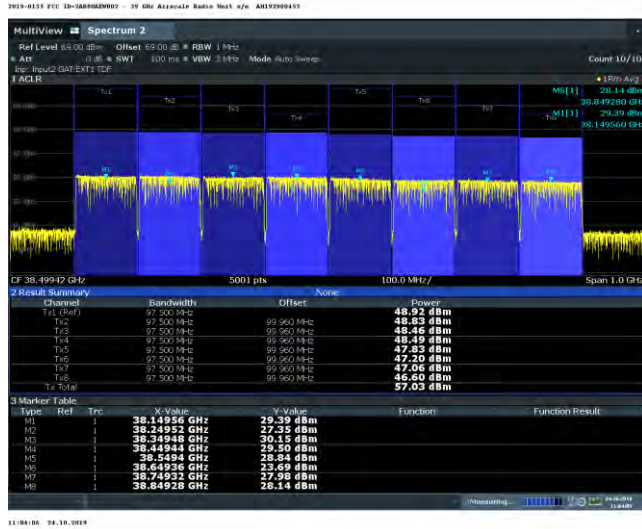 2019-0135 FCC ID=2AD8UAEWB02 - 39 GHz Airscale Radio Unit s/n AH192900455
MultiView Spectrum 2
Ref Level 69.00 dBm Offset 69.00 dB RBW 1 MHz
Att 0 dB SWT 100 ms VBW 3 MHz Mode Auto Sweep Count 10/10
Inp: Input2 GAT:EXT1 TDF
1 ACLR 1Rm Avg
Tx1 Tx2 Tx3 Tx4 Tx5 Tx6 Tx7 Tx8
M8[1] 28.14 dBm
38.849280 GHz
M1[1] 29.39 dBm
38.149560 GHz
CF 38.49942 GHz 5001 pts 100.0 MHz/ Span 1.0 GHz
2 Result Summary None
Channel Bandwidth Offset Power
Tx1 (Ref) 97.500 MHz 48.92 dBm
Tx2 97.500 MHz 99.960 MHz 48.83 dBm
Tx3 97.500 MHz 99.960 MHz 48.46 dBm
Tx4 97.500 MHz 99.960 MHz 48.49 dBm
Tx5 97.500 MHz 99.960 MHz 47.83 dBm
Tx6 97.500 MHz 99.960 MHz 47.20 dBm
Tx7 97.500 MHz 99.960 MHz 47.06 dBm
Tx8 97.500 MHz 99.960 MHz 46.60 dBm
Tx Total 57.03 dBm
3 Marker Table
Type Ref Trc X-Value Y-Value Function Function Result
M1 1 38.14956 GHz 29.39 dBm
M2 1 38.24952 GHz 27.35 dBm
M3 1 38.34948 GHz 30.15 dBm
M4 1 38.44944 GHz 29.50 dBm
M5 1 38.5494 GHz 28.84 dBm
M6 1 38.64936 GHz 23.69 dBm
M7 1 38.74932 GHz 27.98 dBm
M8 1 38.84928 GHz 28.14 dBm
Measuring... 24.10.2019
11:04:06 24.10.2019